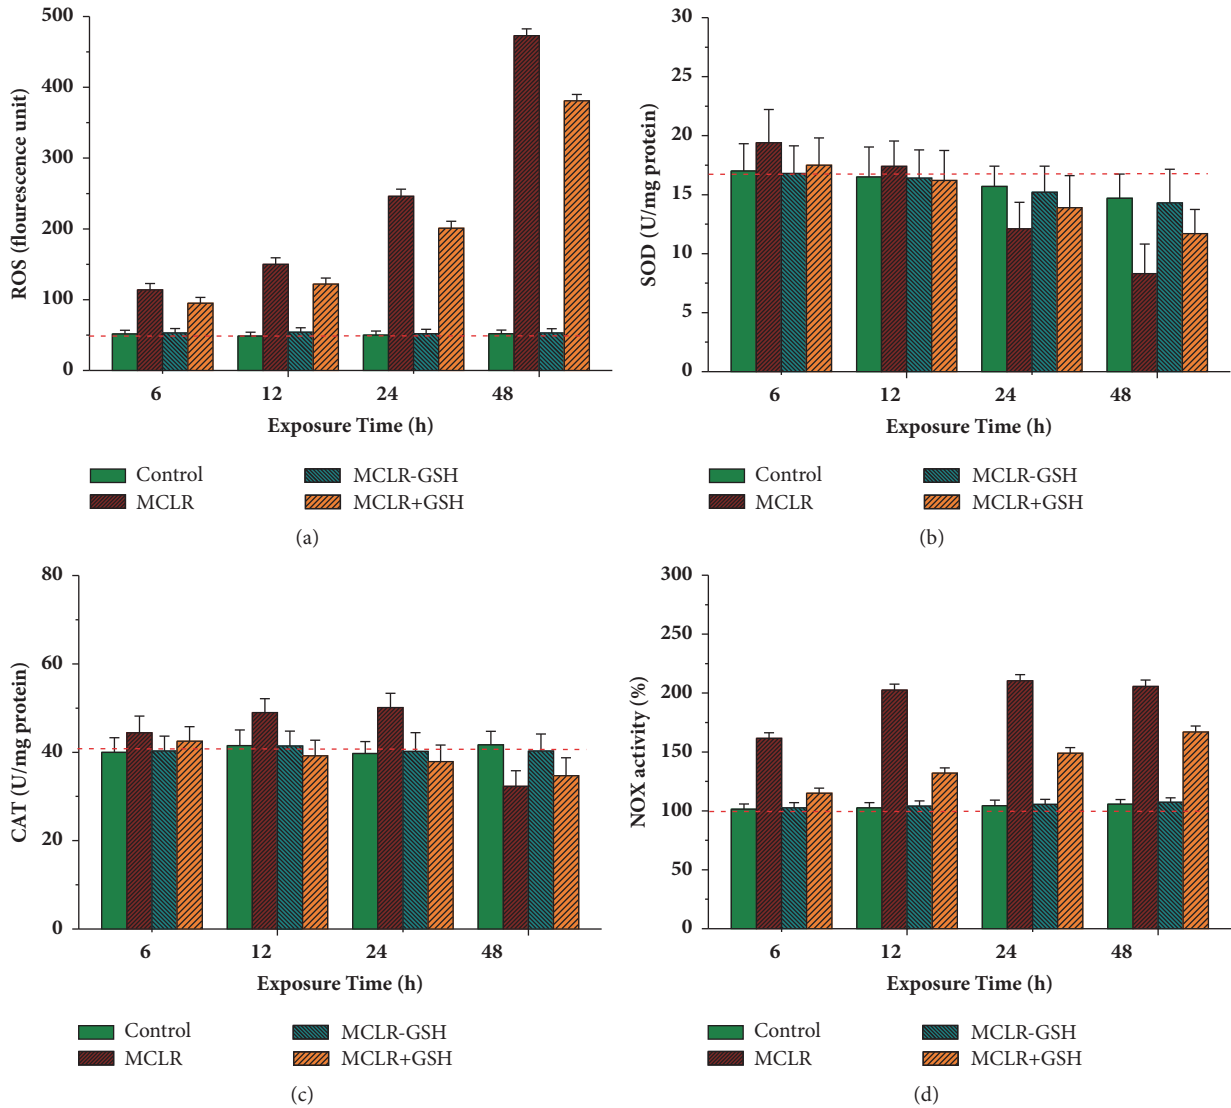 500
400
300
200
100
0
ROS (flourescence unit)
6 12 24 48
Exposure Time (h)
Control MCLR-GSH
MCLR MCLR+GSH
(a)
30
25
20
15
10
5
0
SOD (U/mg protein)
6 12 24 48
Exposure Time (h)
Control MCLR-GSH
MCLR MCLR+GSH
(b)
80
60
40
20
0
CAT (U/mg protein)
6 12 24 48
Exposure Time (h)
Control MCLR-GSH
MCLR MCLR+GSH
(c)
300
250
200
150
100
50
0
NOX activity (%)
6 12 24 48
Exposure Time (h)
Control MCLR-GSH
MCLR MCLR+GSH
(d)